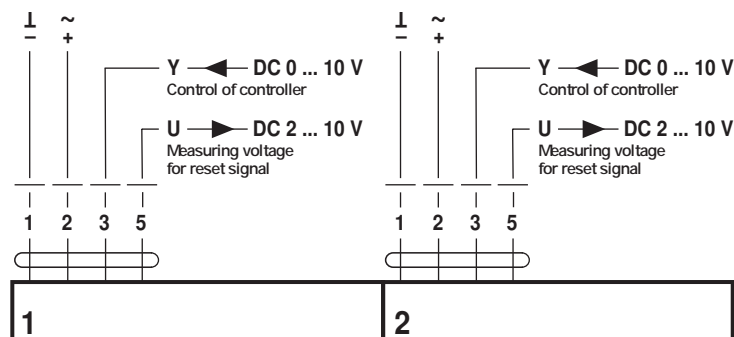 ⊥ ~
– +
Y DC 0 ... 10 V
Control of controller
U DC 2 ... 10 V
Measuring voltage
for reset signal
1 2 3 5
1
⊥ ~
– +
Y DC 0 ... 10 V
Control of controller
U DC 2 ... 10 V
Measuring voltage
for reset signal
1 2 3 5
2